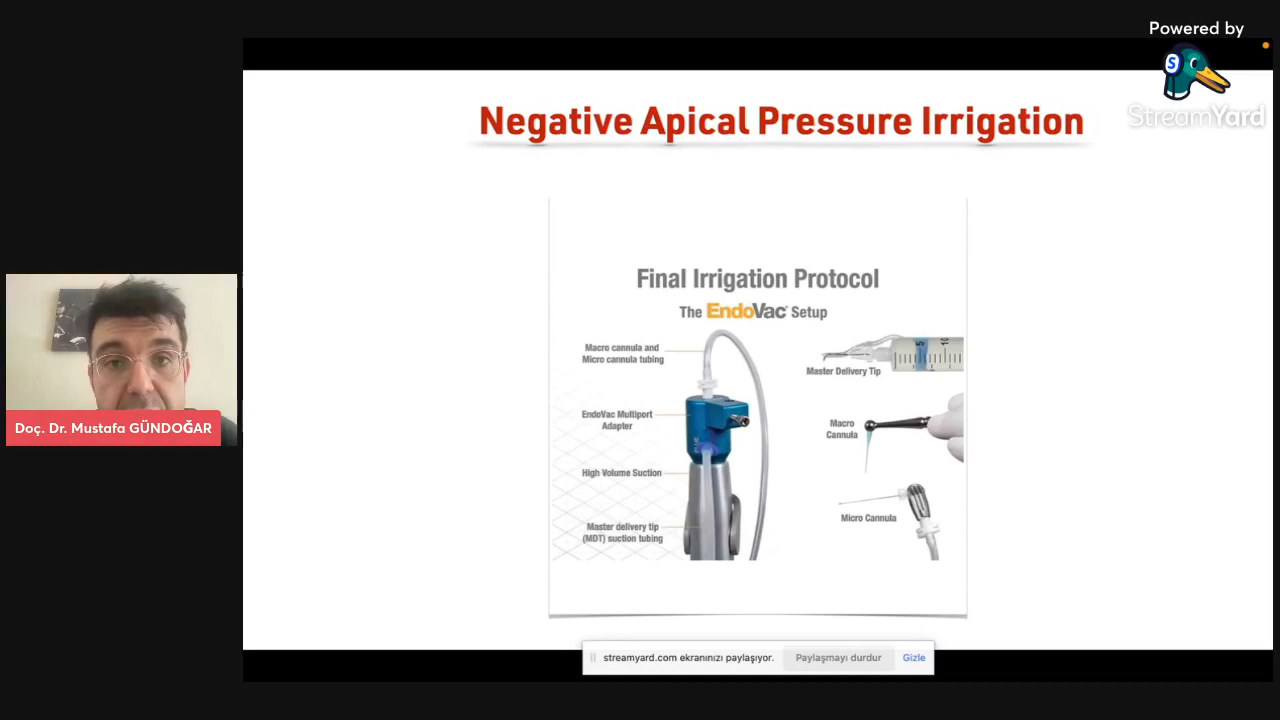 Powered by
StreamYard
Negative Apical Pressure Irrigation
Final Irrigation Protocol
The EndoVac® Setup
Macro cannula and
Micro cannula tubing
EndoVac Multiport
Adapter
High Volume Suction
Master delivery tip
(MDT) suction tubing
5
10
Master Delivery Tip
Macro
Cannula
Micro Cannula
Doç. Dr. Mustafa GÜNDOĞAR
streamyard.com ekranınızı paylaşıyor.
Paylaşmayı durdur
Gizle